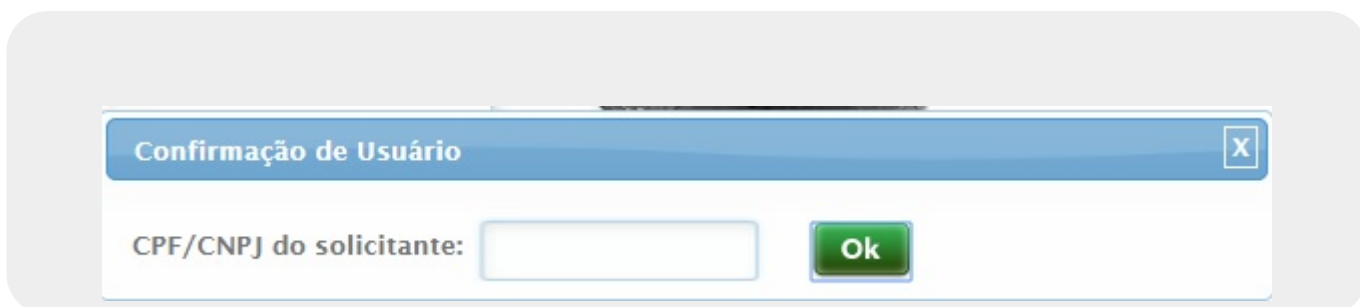 Confirmação de Usuário X
CPF/CNPJ do solicitante: Ok